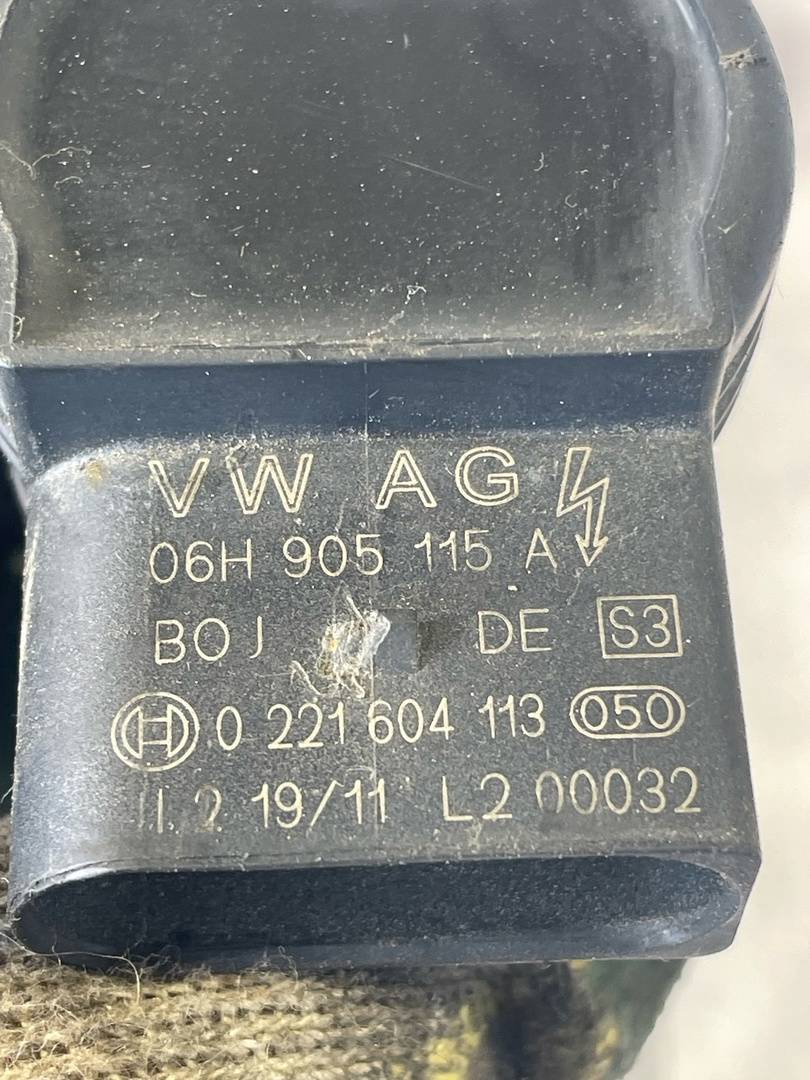 VW AG
06H 905 115 A
BOJ DE S3
0 221 604 113 050
19/11 L2 00032